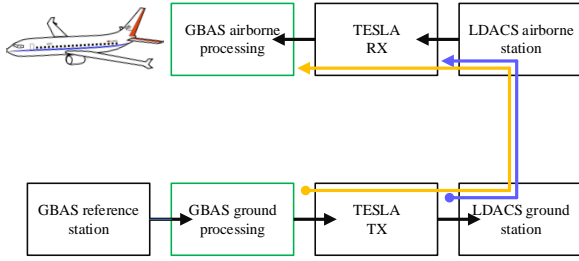 GBAS airborne
processing
TESLA
RX
LDACS airborne
station
GBAS reference
station
GBAS ground
processing
TESLA
TX
LDACS ground
station